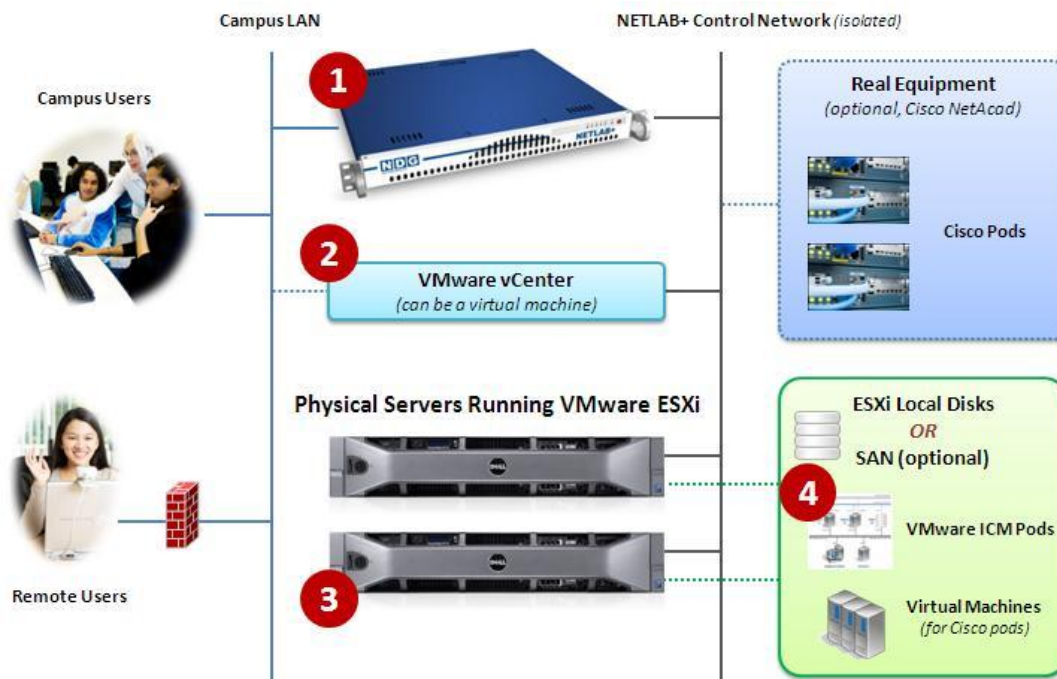 Campus LAN
NETLAB+ Control Network (isolated)
Campus Users
1
NDG
NETLAB+
Real Equipment
(optional, Cisco NetAcad)
Cisco Pods
2
VMware vCenter
(can be a virtual machine)
Physical Servers Running VMware ESXi
DELL
DELL
3
Remote Users
ESXi Local Disks
OR
SAN (optional)
4
VMware ICM Pods
Virtual Machines
(for Cisco pods)